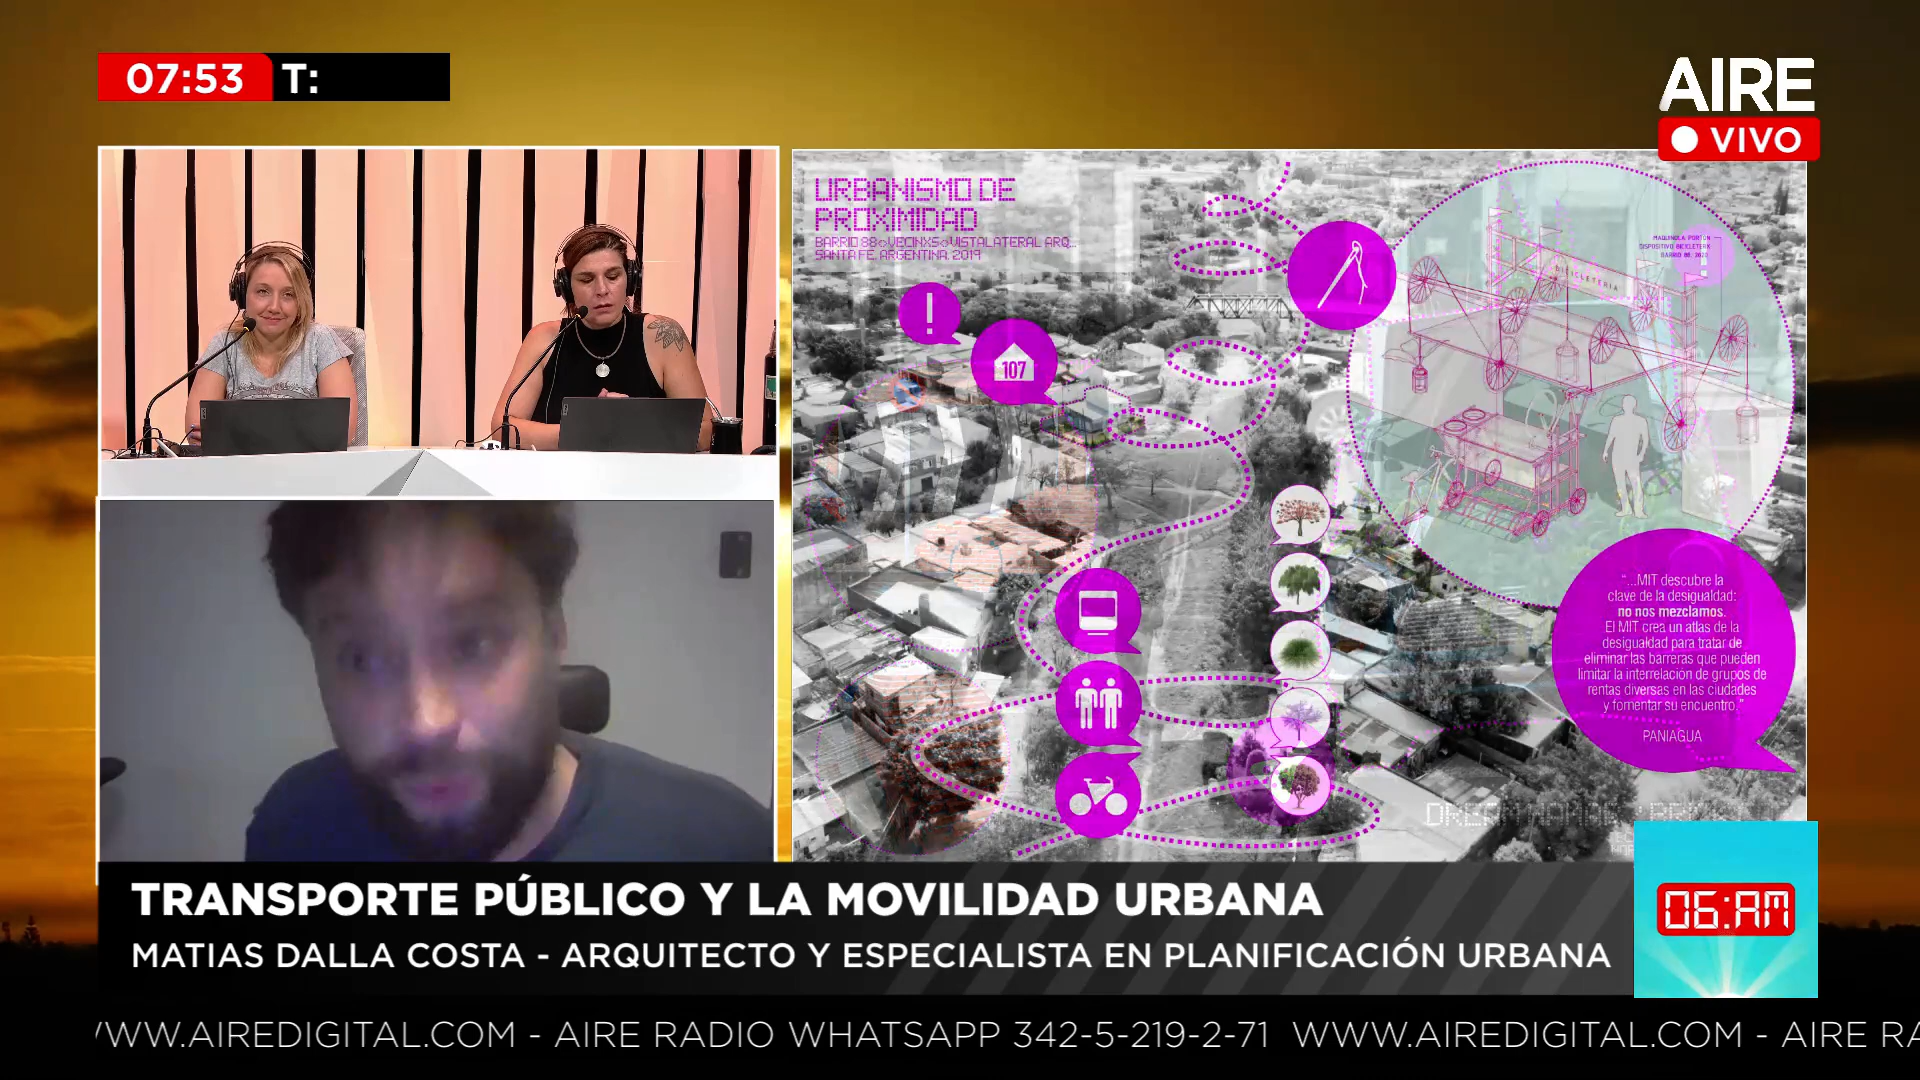 07:53 T:
AIRE
VIVO
URBANISMO DE
PROXIMIDAD
BARRIO 88
SANTA FE, ARGENTINA, 2019
107
BICICLETERIA
"...MIT descubre la
clave de la desigualdad:
no nos mezclamos.
El MIT crea un atlas de la
desigualdad para tratar de
eliminar las barreras que pueden
limitar la interrelación de grupos de
rentas diversas en las ciudades
y fomentar su encuentro."
PANIAGUA
TRANSPORTE PÚBLICO Y LA MOVILIDAD URBANA
MATIAS DALLA COSTA - ARQUITECTO Y ESPECIALISTA EN PLANIFICACIÓN URBANA
06:AM
WWW.AIREDIGITAL.COM - AIRE RADIO WHATSAPP 342-5-219-2-71 WWW.AIREDIGITAL.COM - AIRE RA